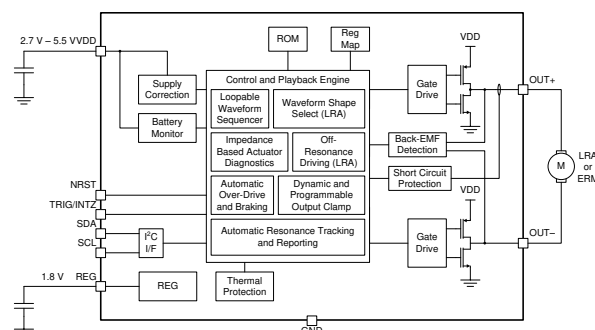 2.7 V – 5.5 V
VDD
ROM
Reg
Map
VDD
Supply
Correction
Battery
Monitor
Control and Playback Engine
Loopable
Waveform
Sequencer
Waveform Shape
Select (LRA)
Impedance
Based Actuator
Diagnostics
Off-
Resonance
Driving (LRA)
Automatic
Over-Drive
and Braking
Dynamic and
Programmable
Output Clamp
Automatic Resonance Tracking
and Reporting
Gate
Drive
OUT+
Back-EMF
Detection
Short Circuit
Protection
M
LRA
or
ERM
VDD
Gate
Drive
OUT–
NRST
TRIG/INTZ
SDA
SCL
I²C
I/F
1.8 V
REG
REG
Thermal
Protection
GND